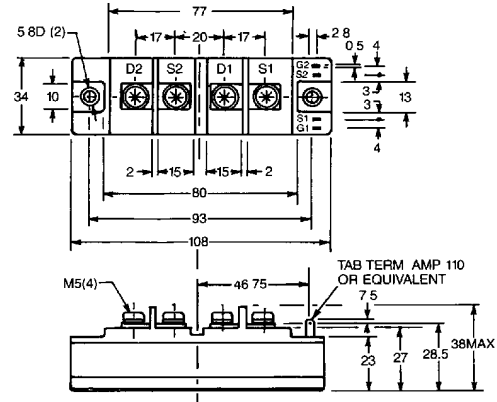 77
17 20 17 2 8
0 5 4
5 8D (2)
D2 S2 D1 S1 G2 2
S2
34 10 3 13
3
S1
G1
4
2 15 15 2
80
93
108
46 75
TAB TERM AMP 110
OR EQUIVALENT
M5(4)
7 5
23 27 28.5 38MAX